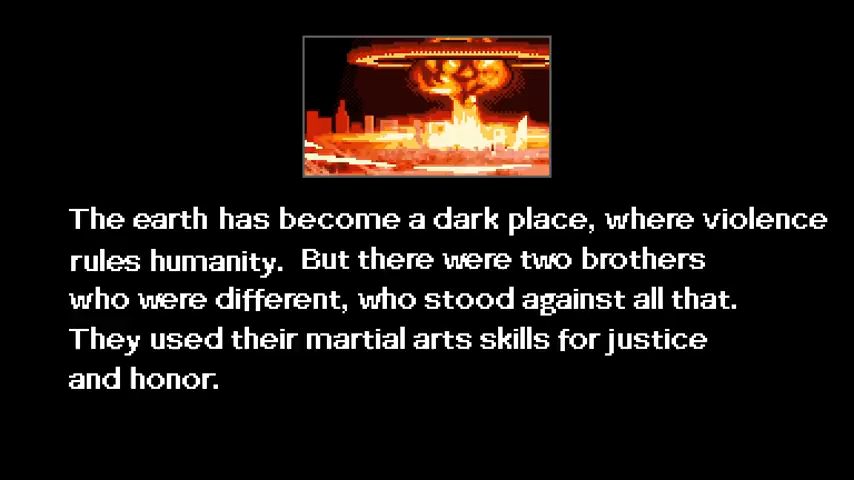 The earth has become a dark place, where violence
rules humanity. But there were two brothers
who were different, who stood against all that.
They used their martial arts skills for justice
and honor.